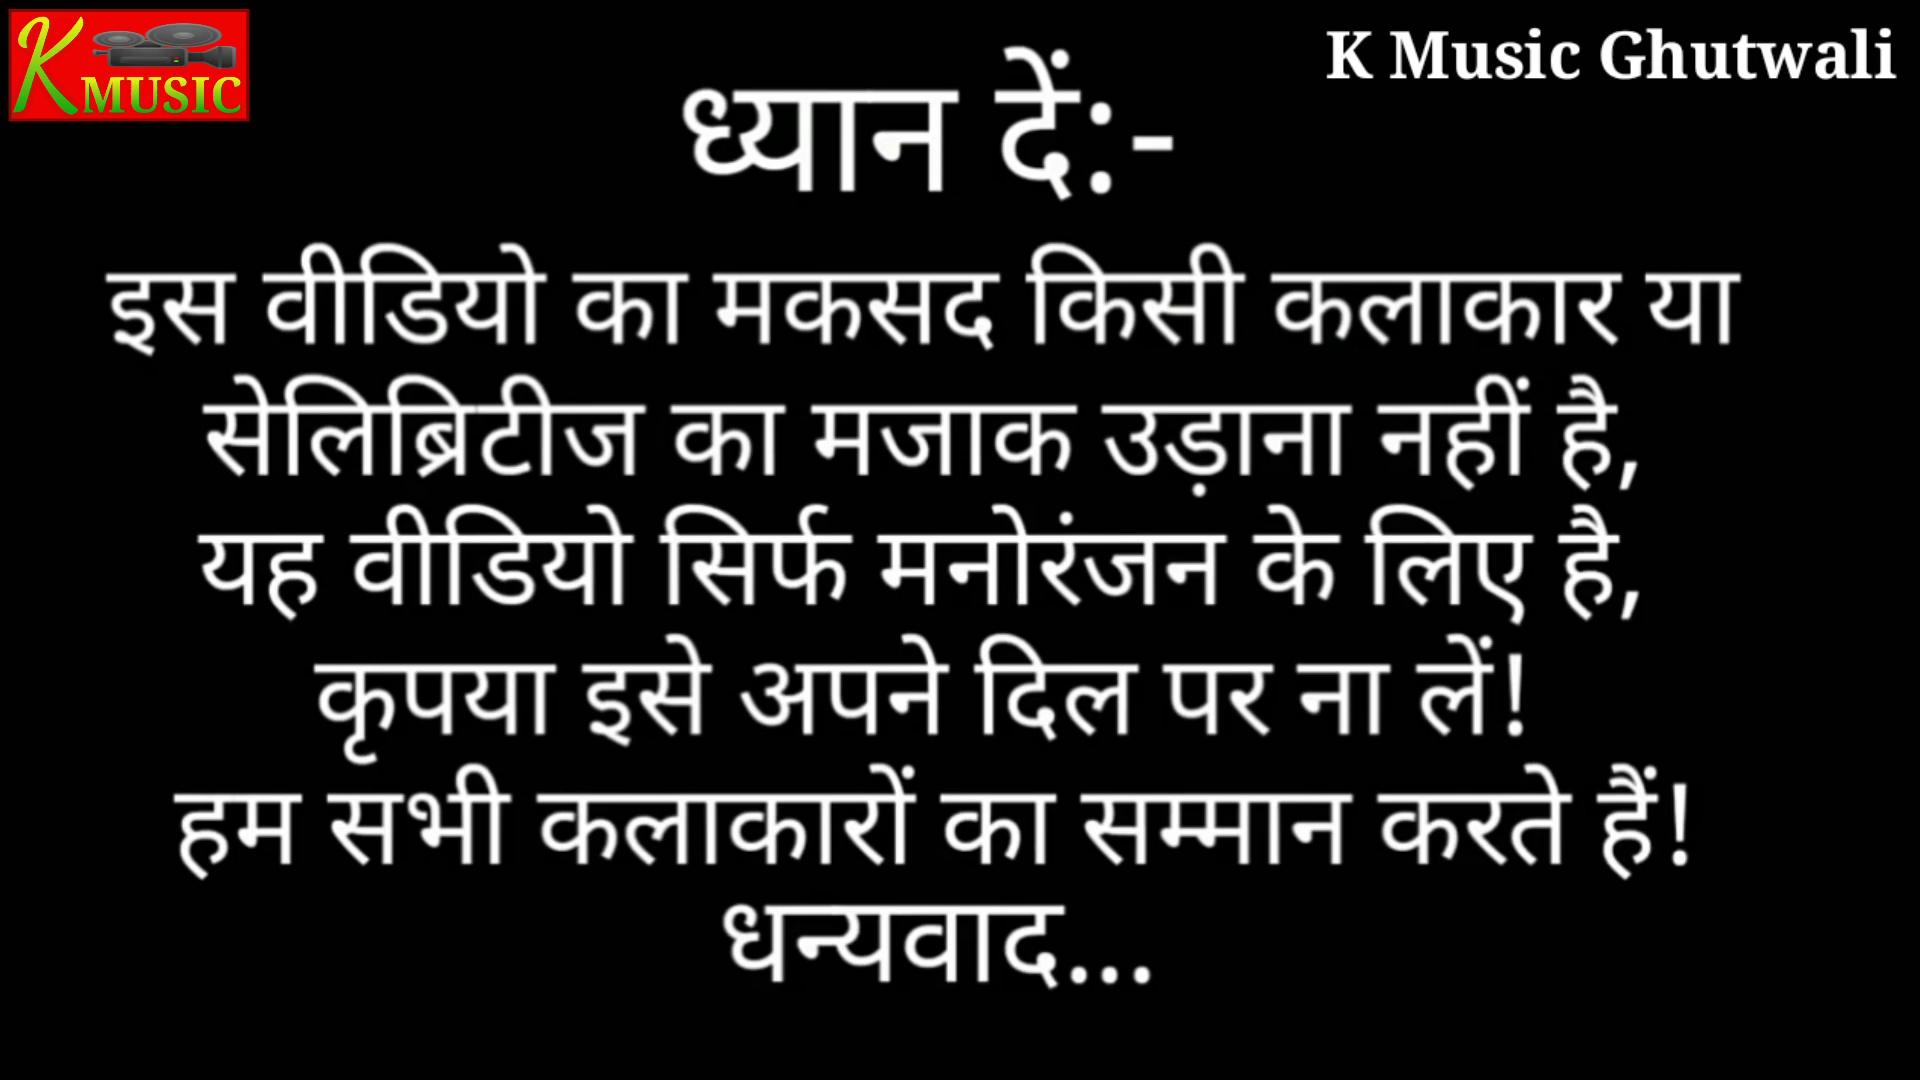 K MUSIC
K Music Ghutwali
ध्यान दें:-
इस वीडियो का मकसद किसी कलाकार या
सेलिब्रिटीज का मजाक उड़ाना नहीं है,
यह वीडियो सिर्फ मनोरंजन के लिए है,
कृपया इसे अपने दिल पर ना लें!
हम सभी कलाकारों का सम्मान करते हैं!
धन्यवाद...